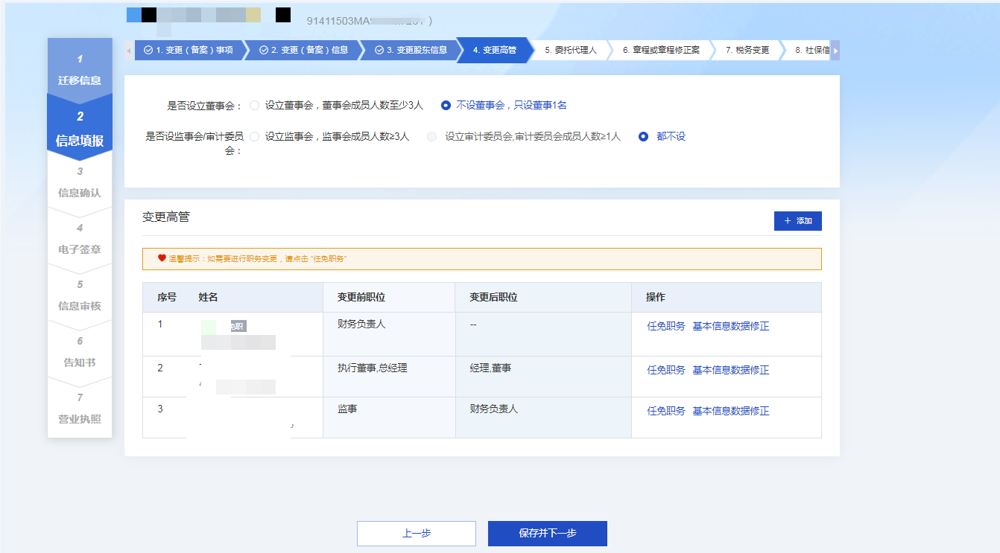 91411503MA
1
迁移信息
2
信息填报
3
信息确认
4
电子签章
5
信息审核
6
告知书
7
营业执照
1. 变更（备案）事项
2. 变更（备案）信息
3. 变更股东信息
4. 变更高管
5. 委托代理人
6. 章程或章程修正案
7. 税务变更
8. 社保信
是否设立董事会： 设立董事会，董事会成员人数至少3人 不设董事会，只设董事1名
是否设监事会/审计委员会： 设立监事会，监事会成员人数≥3人 设立审计委员会,审计委员会成员人数≥1人 都不设
变更高管
+ 添加
温馨提示：如需要进行职务变更，请点击 "任免职务"
序号 姓名 变更前职位 变更后职位 操作
1 免职 财务负责人 -- 任免职务 基本信息数据修正
2 执行董事,总经理 经理,董事 任免职务 基本信息数据修正
3 监事 财务负责人 任免职务 基本信息数据修正
上一步 保存并下一步